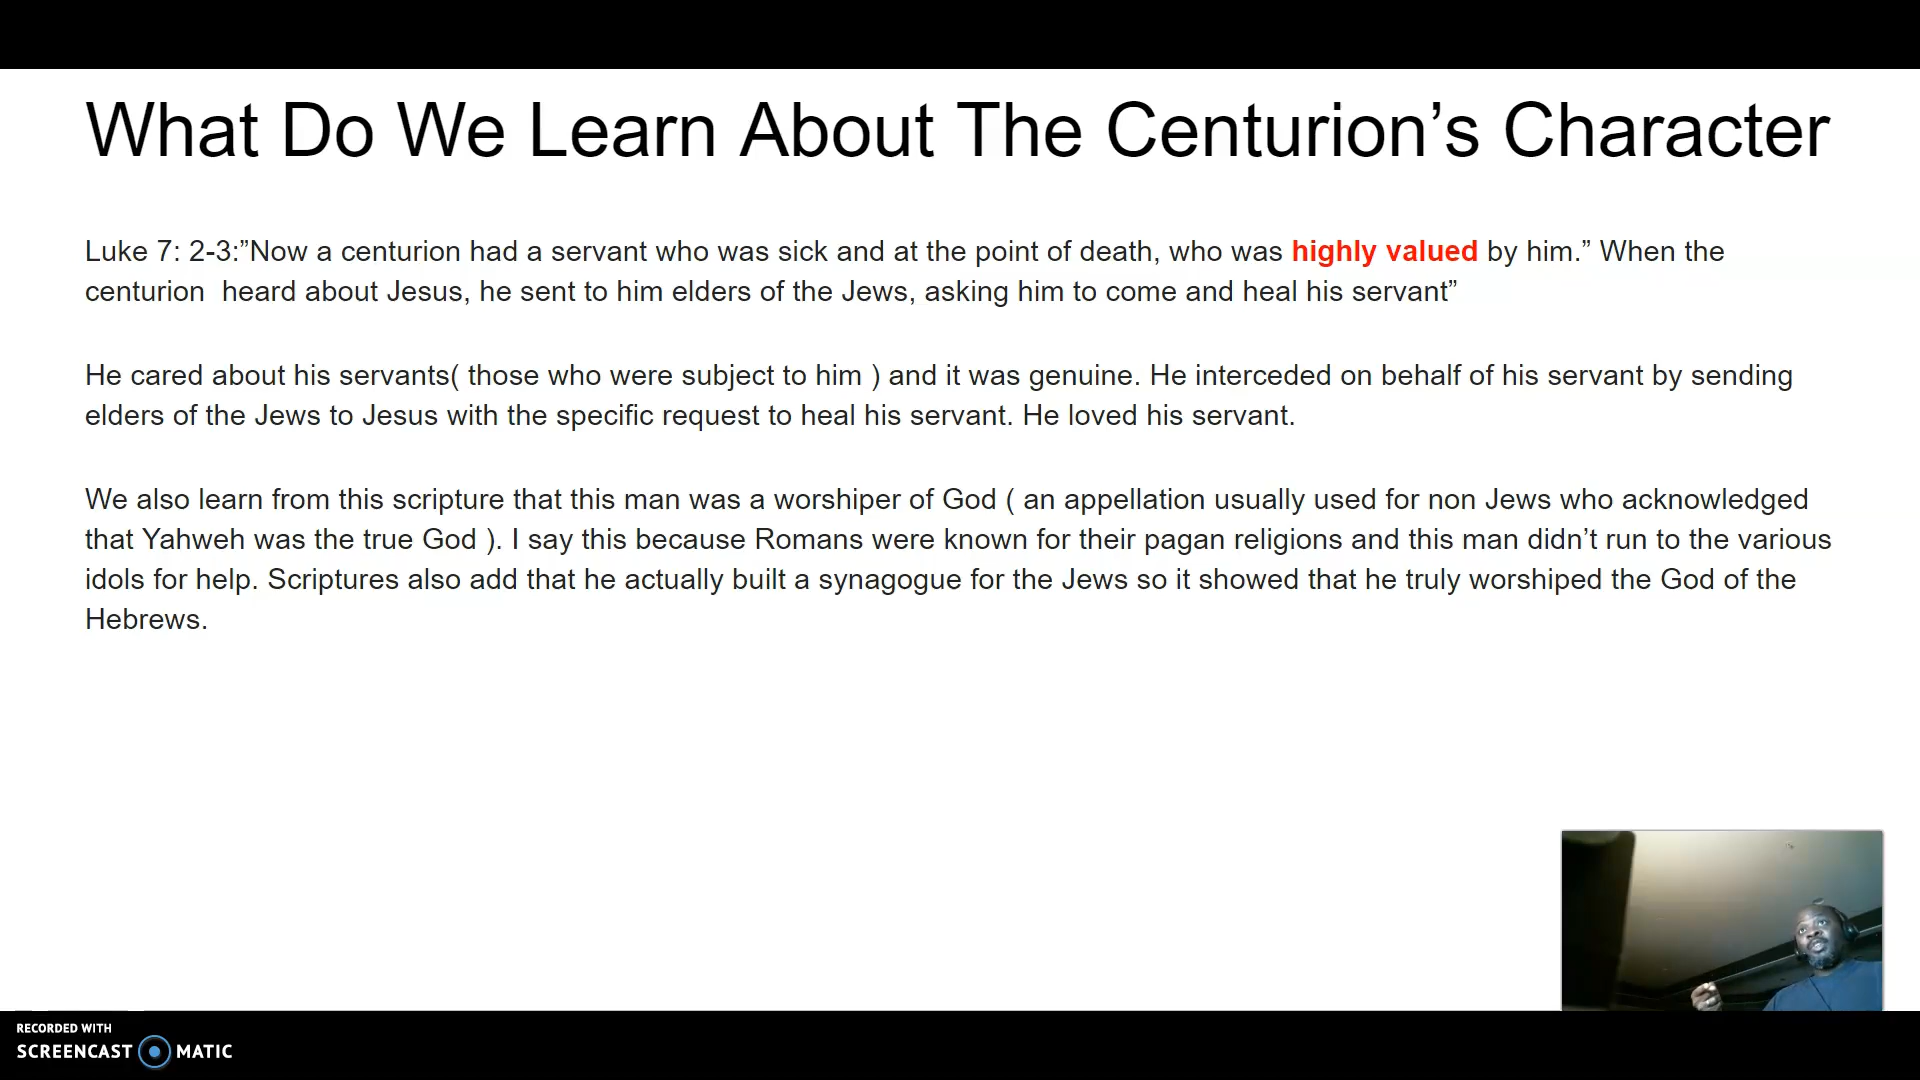 What Do We Learn About The Centurion’s Character
Luke 7: 2-3:”Now a centurion had a servant who was sick and at the point of death, who was highly valued by him.” When the
centurion  heard about Jesus, he sent to him elders of the Jews, asking him to come and heal his servant”
He cared about his servants( those who were subject to him ) and it was genuine. He interceded on behalf of his servant by sending
elders of the Jews to Jesus with the specific request to heal his servant. He loved his servant.
We also learn from this scripture that this man was a worshiper of God ( an appellation usually used for non Jews who acknowledged
that Yahweh was the true God ). I say this because Romans were known for their pagan religions and this man didn’t run to the various
idols for help. Scriptures also add that he actually built a synagogue for the Jews so it showed that he truly worshiped the God of the
Hebrews.
RECORDED WITH
SCREENCAST MATIC